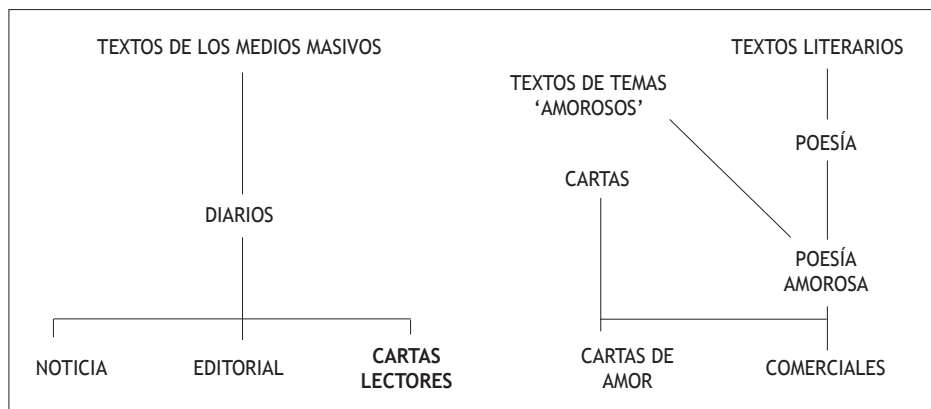 TEXTOS DE LOS MEDIOS MASIVOS
TEXTOS LITERARIOS
TEXTOS DE TEMAS
‘AMOROSOS’
POESÍA
CARTAS
DIARIOS
POESÍA
AMOROSA
NOTICIA
EDITORIAL
CARTAS
LECTORES
CARTAS DE
AMOR
COMERCIALES